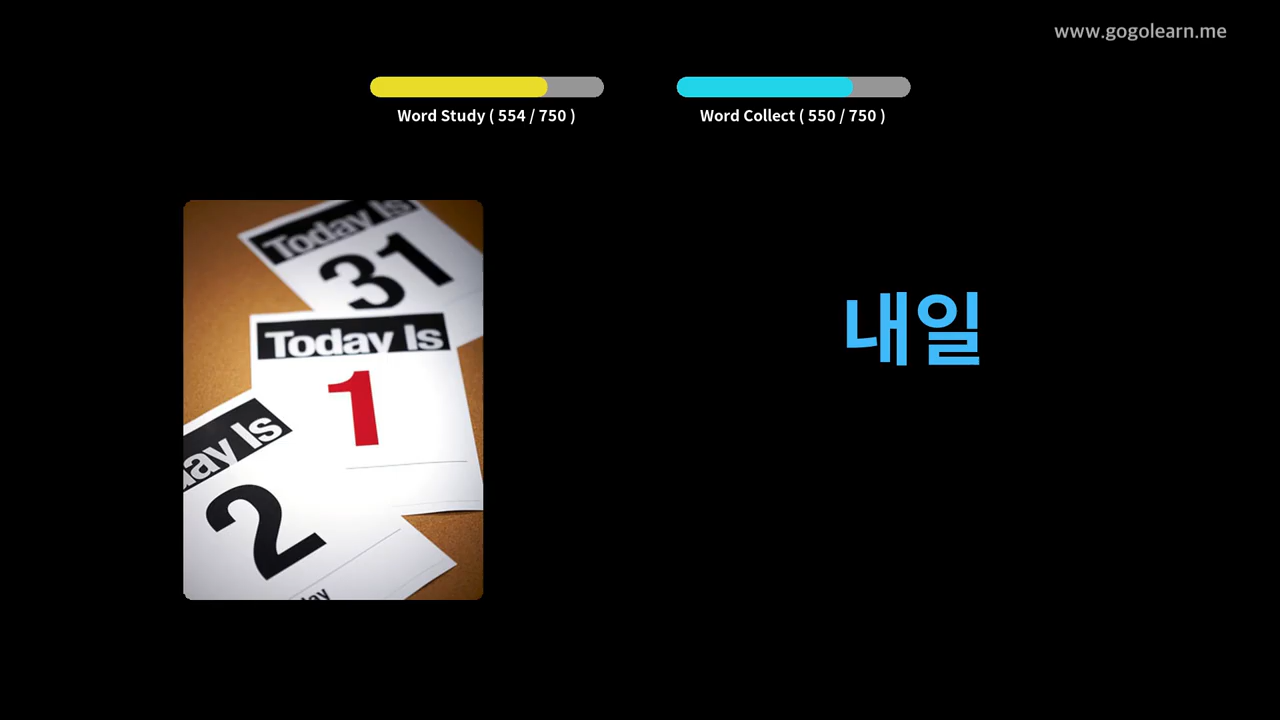 www.gogolearn.me
Word Study ( 554 / 750 )
Word Collect ( 550 / 750 )
Today Is
31
Today Is
1
ay Is
2
내일